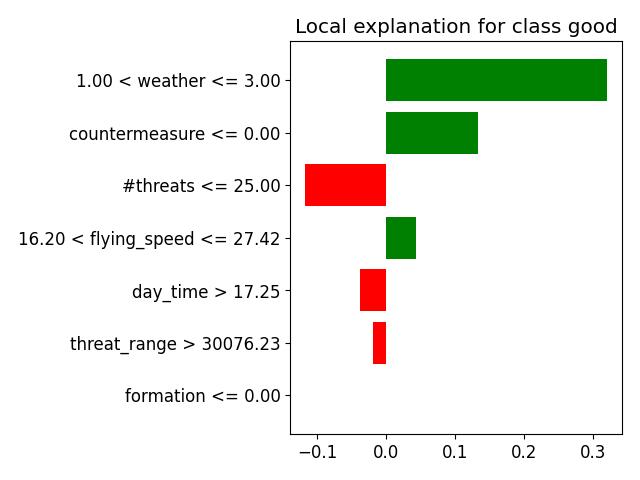 Local explanation for class good
1.00 < weather <= 3.00
countermeasure <= 0.00
#threats <= 25.00
16.20 < flying_speed <= 27.42
day_time > 17.25
threat_range > 30076.23
formation <= 0.00
−0.1 0.0 0.1 0.2 0.3